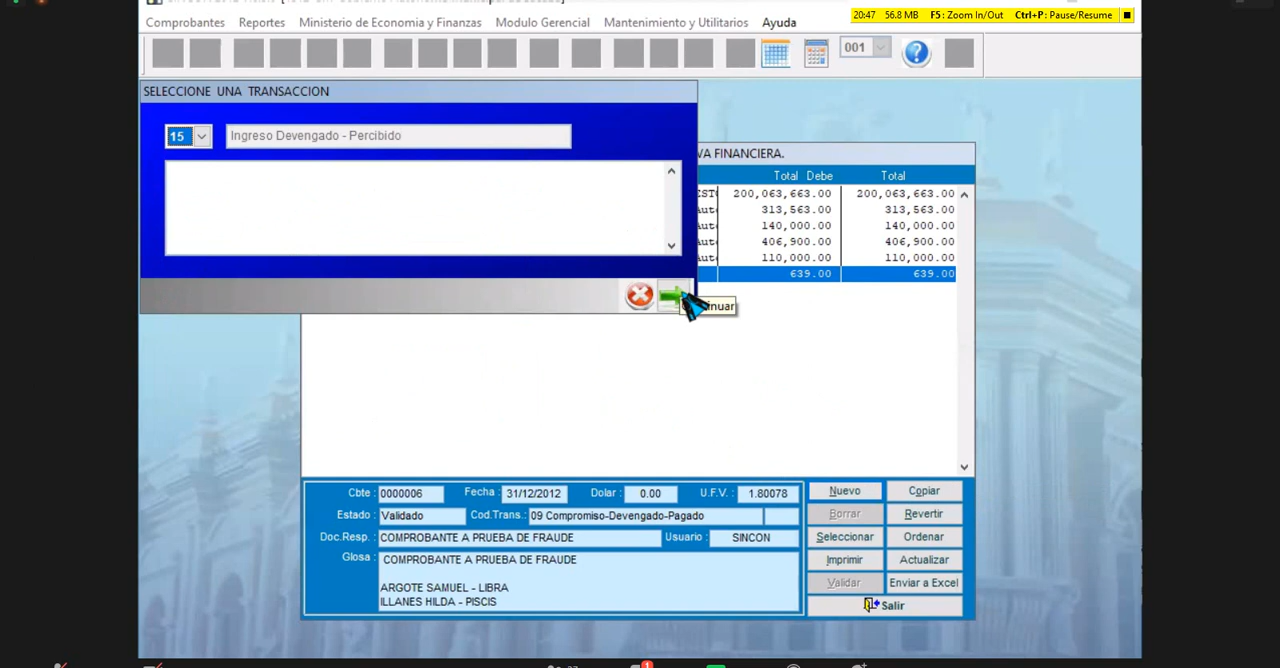 Comprobantes Reportes Ministerio de Economia y Finanzas Modulo Gerencial Mantenimiento y Utilitarios Ayuda
20:47 56.8 MB F5: Zoom In/Out Ctrl+P: Pause/Resume
001
SELECCIONE UNA TRANSACCION
15 Ingreso Devengado - Percibido
VA FINANCIERA.
Total Debe Total
200,063,663.00 200,063,663.00
313,563.00 313,563.00
140,000.00 140,000.00
406,900.00 406,900.00
110,000.00 110,000.00
639.00 639.00
nuar
Cbte : 0000006 Fecha : 31/12/2012 Dolar : 0.00 U.F.V. : 1.80078
Estado : Validado Cod.Trans. : 09 Compromiso-Devengado-Pagado
Doc.Resp. : COMPROBANTE A PRUEBA DE FRAUDE Usuario : SINCON
Glosa : COMPROBANTE A PRUEBA DE FRAUDE
ARGOTE SAMUEL - LIBRA
ILLANES HILDA - PISCIS
Nuevo Copiar
Borrar Revertir
Seleccionar Ordenar
Imprimir Actualizar
Validar Enviar a Excel
Salir